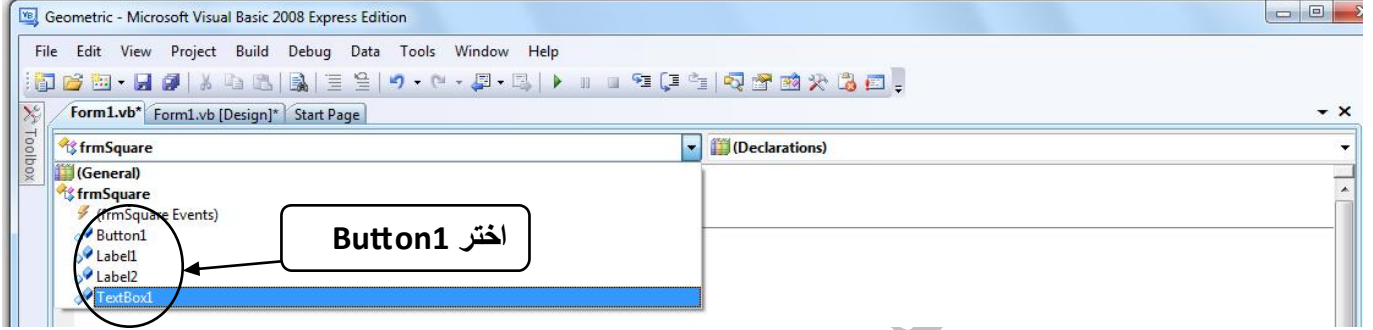 Geometric - Microsoft Visual Basic 2008 Express Edition
File Edit View Project Build Debug Data Tools Window Help
Form1.vb* Form1.vb [Design]* Start Page
Toolbox
frmSquare (Declarations)
(General)
frmSquare
(frmSquare Events)
Button1
Label1
Label2
TextBox1
اختر Button1